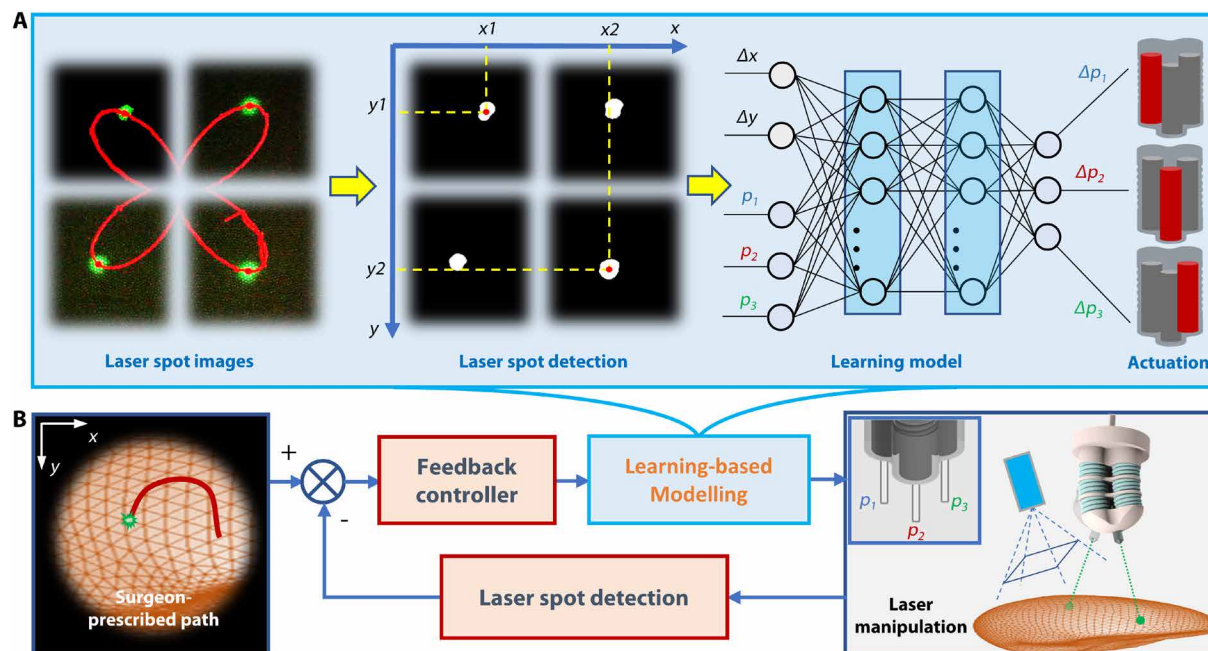 A
x1
x2
x
y1
y2
y
Δx
Δy
p1
p2
p3
Δp1
Δp2
Δp3
Laser spot images
Laser spot detection
Learning model
Actuation
B
x
y
Surgeon-
prescribed path
+
-
Feedback
controller
Learning-based
Modelling
Laser spot detection
p1
p2
p3
Laser
manipulation